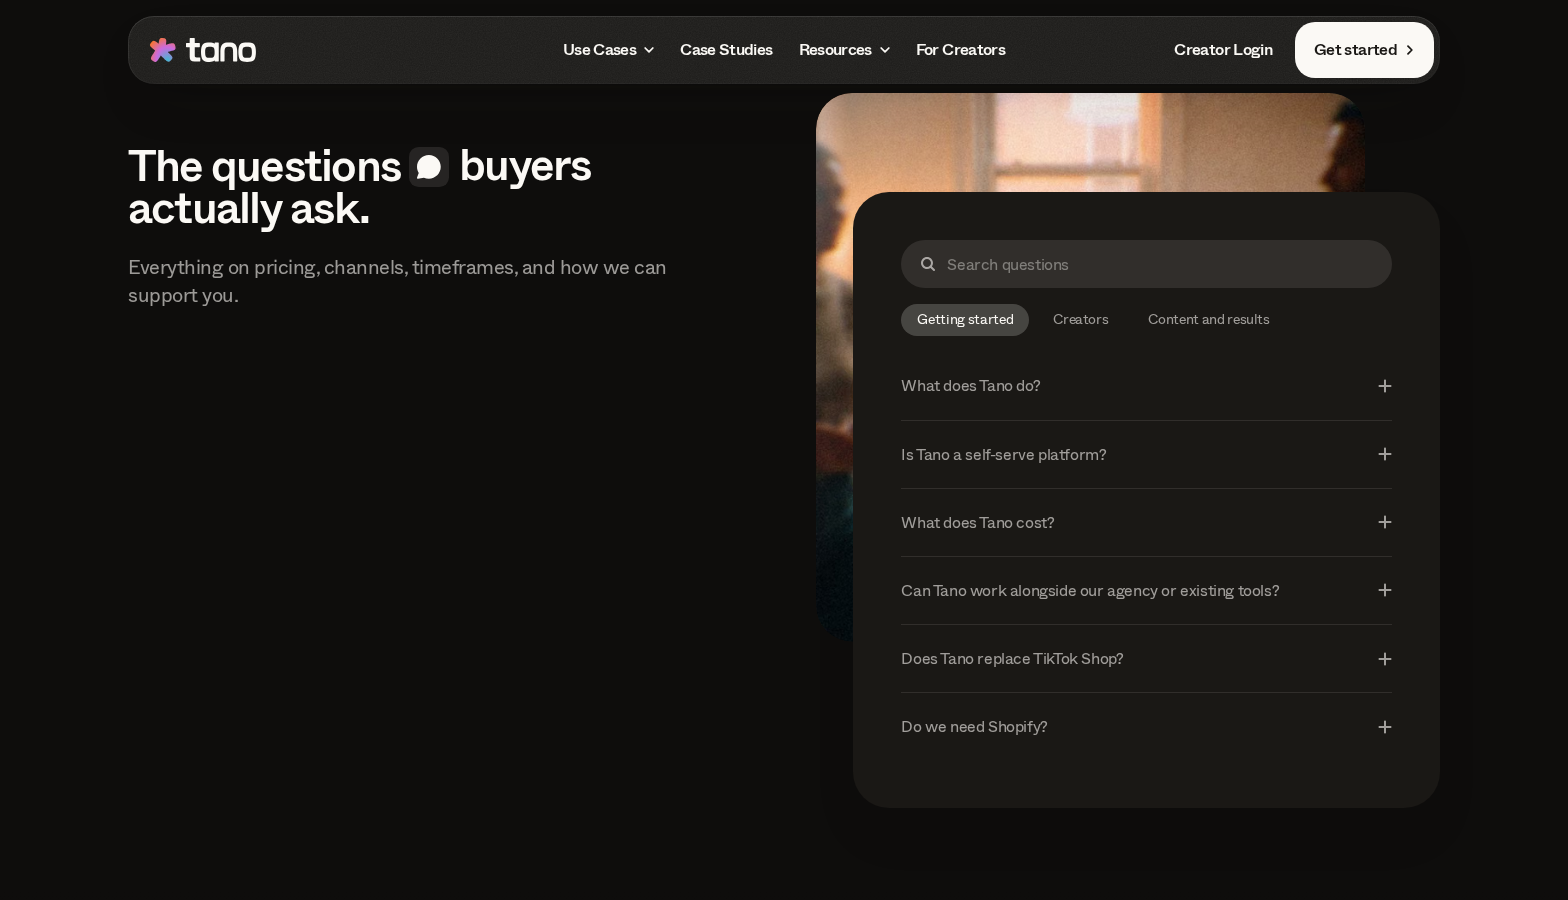 tano
Use Cases
Case Studies
Resources
For Creators
Creator Login
Get started
The questions buyers
actually ask.
Everything on pricing, channels, timeframes, and how we can
support you.
Search questions
Getting started
Creators
Content and results
What does Tano do?
Is Tano a self-serve platform?
What does Tano cost?
Can Tano work alongside our agency or existing tools?
Does Tano replace TikTok Shop?
Do we need Shopify?